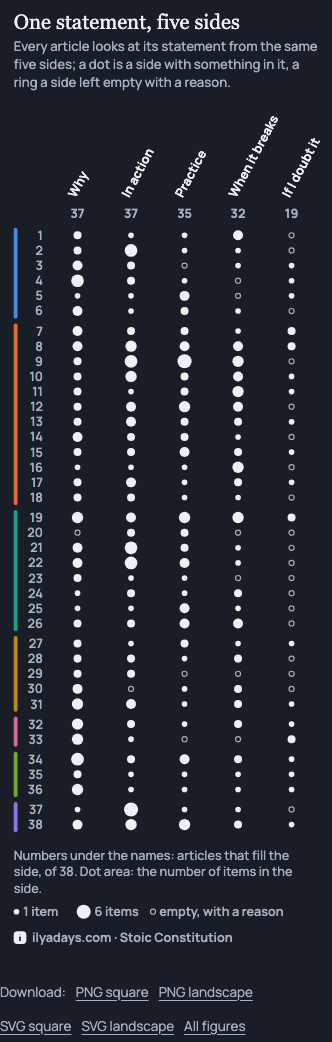 One statement, five sides
Every article looks at its statement from the same
five sides; a dot is a side with something in it, a
ring a side left empty with a reason.
Why
In action
Practice
When it breaks
If I doubt it
37 37 35 32 19
1
2
3
4
5
6
7
8
9
10
11
12
13
14
15
16
17
18
19
20
21
22
23
24
25
26
27
28
29
30
31
32
33
34
35
36
37
38
Numbers under the names: articles that fill the
side, of 38. Dot area: the number of items in the
side.
1 item 6 items empty, with a reason
ilyadays.com · Stoic Constitution
Download: PNG square PNG landscape
SVG square SVG landscape All figures